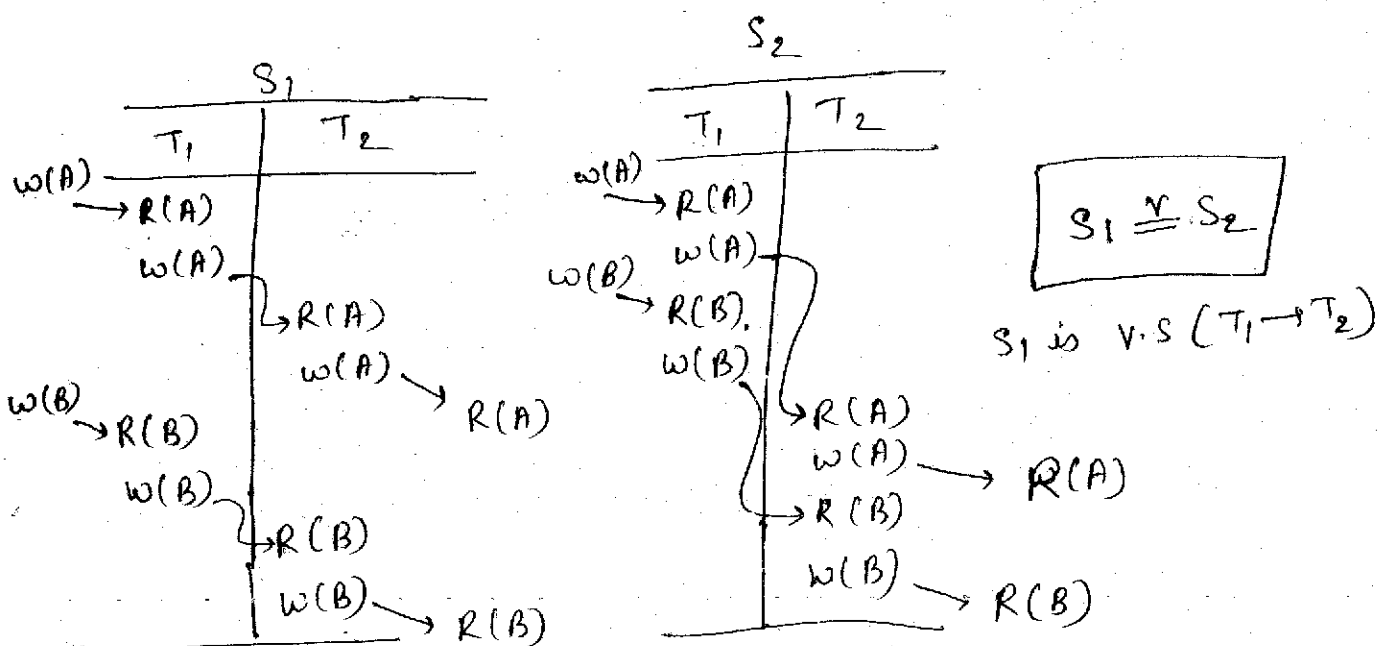 S1
T1 T2
w(A)
R(A)
w(A)
R(A)
w(A)
R(A)
w(B)
R(B)
w(B)
R(B)
w(B)
R(B)
S2
T1 T2
w(A)
R(A)
w(A)
w(B)
R(B).
w(B)
R(A)
w(A)
R(A)
R(B)
w(B)
R(B)
S1 =v S2
S1 is V.S (T1 → T2)